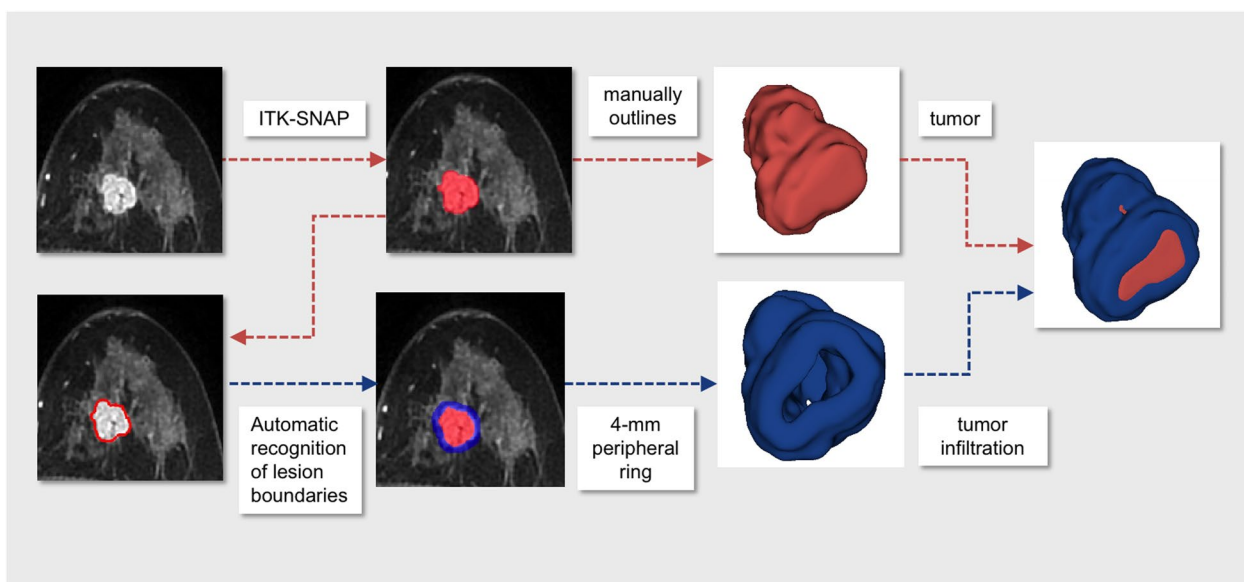 ITK-SNAP
manually
outlines
tumor
Automatic
recognition
of lesion
boundaries
4-mm
peripheral
ring
tumor
infiltration